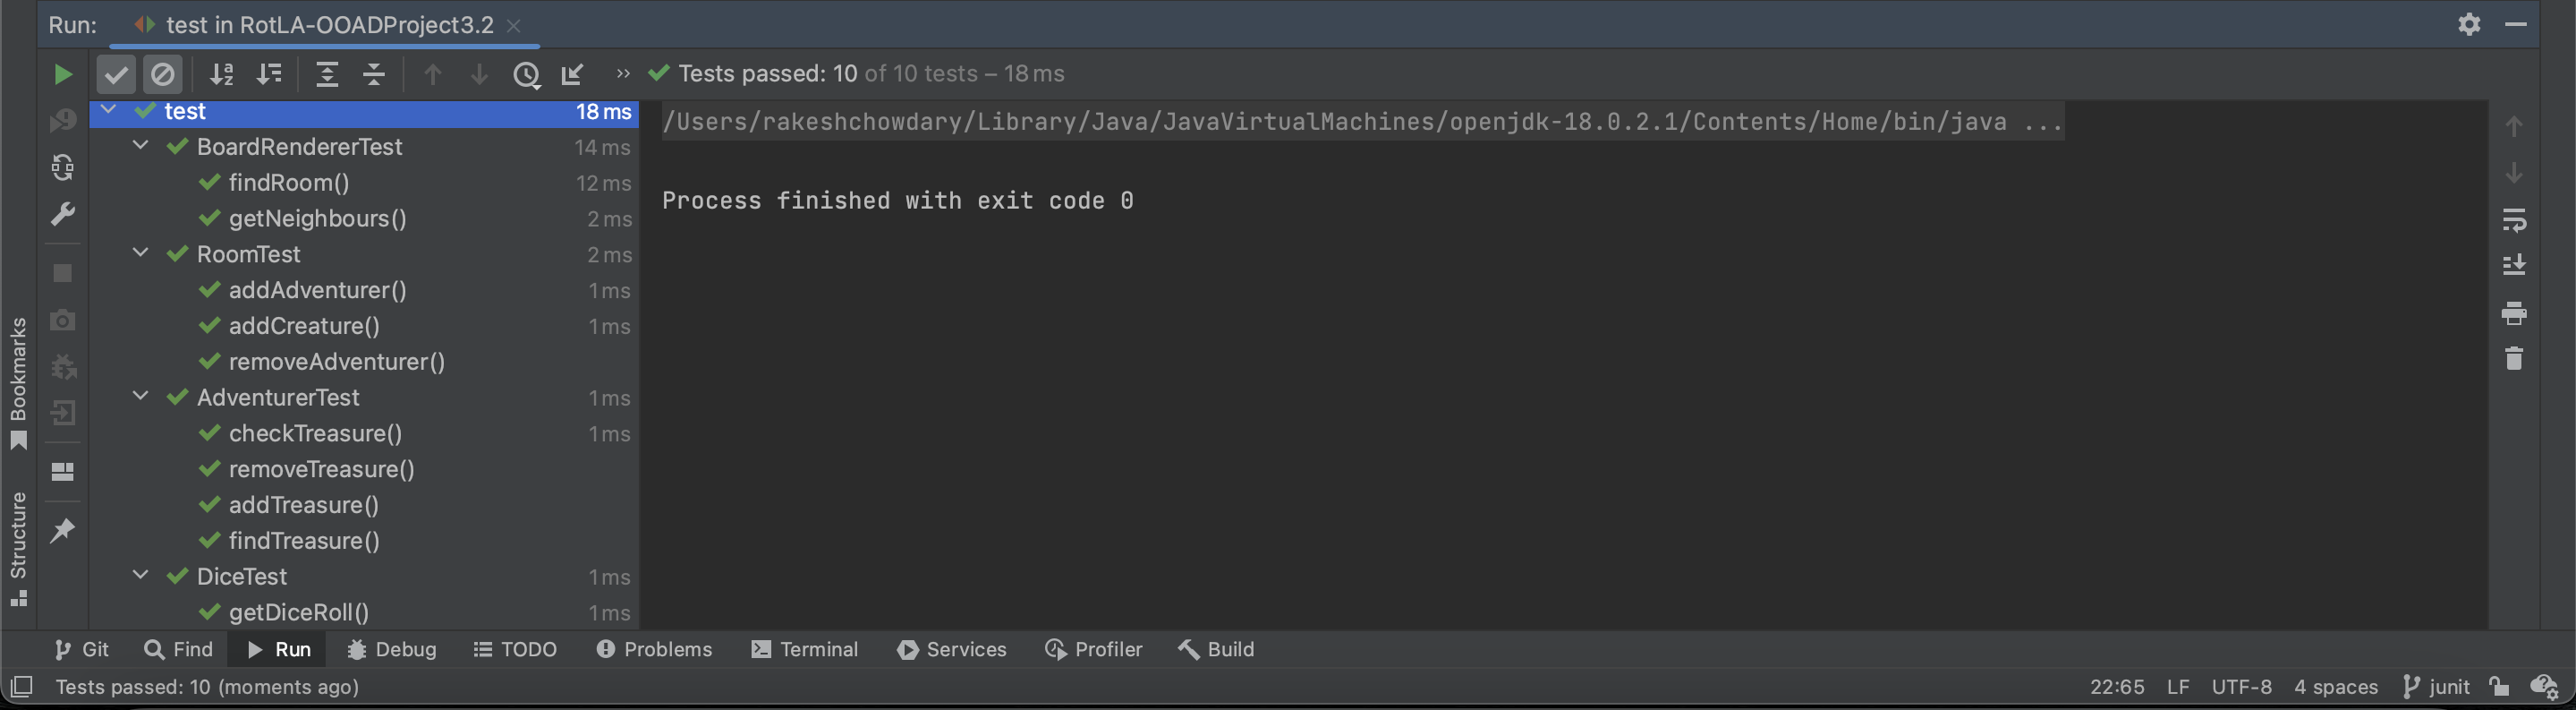 Run: test in RotLA-OOADProject3.2
Tests passed: 10 of 10 tests – 18 ms
test 18 ms
BoardRendererTest 14 ms
findRoom() 12 ms
getNeighbours() 2 ms
RoomTest 2 ms
addAdventurer() 1 ms
addCreature() 1 ms
removeAdventurer()
AdventurerTest 1 ms
checkTreasure() 1 ms
removeTreasure()
addTreasure()
findTreasure()
DiceTest 1 ms
getDiceRoll() 1 ms
/Users/rakeshchowdary/Library/Java/JavaVirtualMachines/openjdk-18.0.2.1/Contents/Home/bin/java ...
Process finished with exit code 0
Bookmarks
Structure
Git Find Run Debug TODO Problems Terminal Services Profiler Build
Tests passed: 10 (moments ago) 22:65 LF UTF-8 4 spaces junit